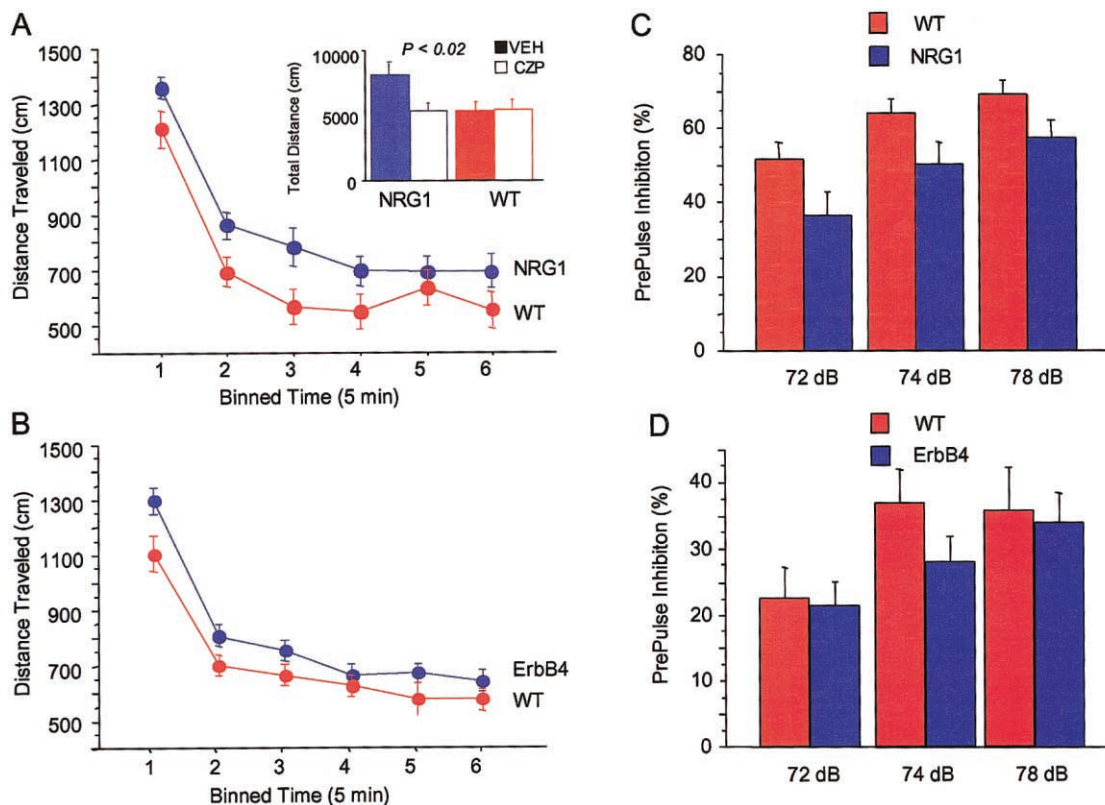 A
1500
1300
1100
900
700
500
Distance Traveled (cm)
1
2
3
4
5
6
Binned Time (5 min)
NRG1
WT
10000
5000
0
Total Distance (cm)
P < 0.02
VEH
CZP
NRG1
WT
B
1500
1300
1100
900
700
500
Distance Traveled (cm)
1
2
3
4
5
6
Binned Time (5 min)
ErbB4
WT
C
WT
NRG1
80
60
40
20
0
PrePulse Inhibiton (%)
72 dB
74 dB
78 dB
D
WT
ErbB4
40
30
20
10
0
PrePulse Inhibiton (%)
72 dB
74 dB
78 dB